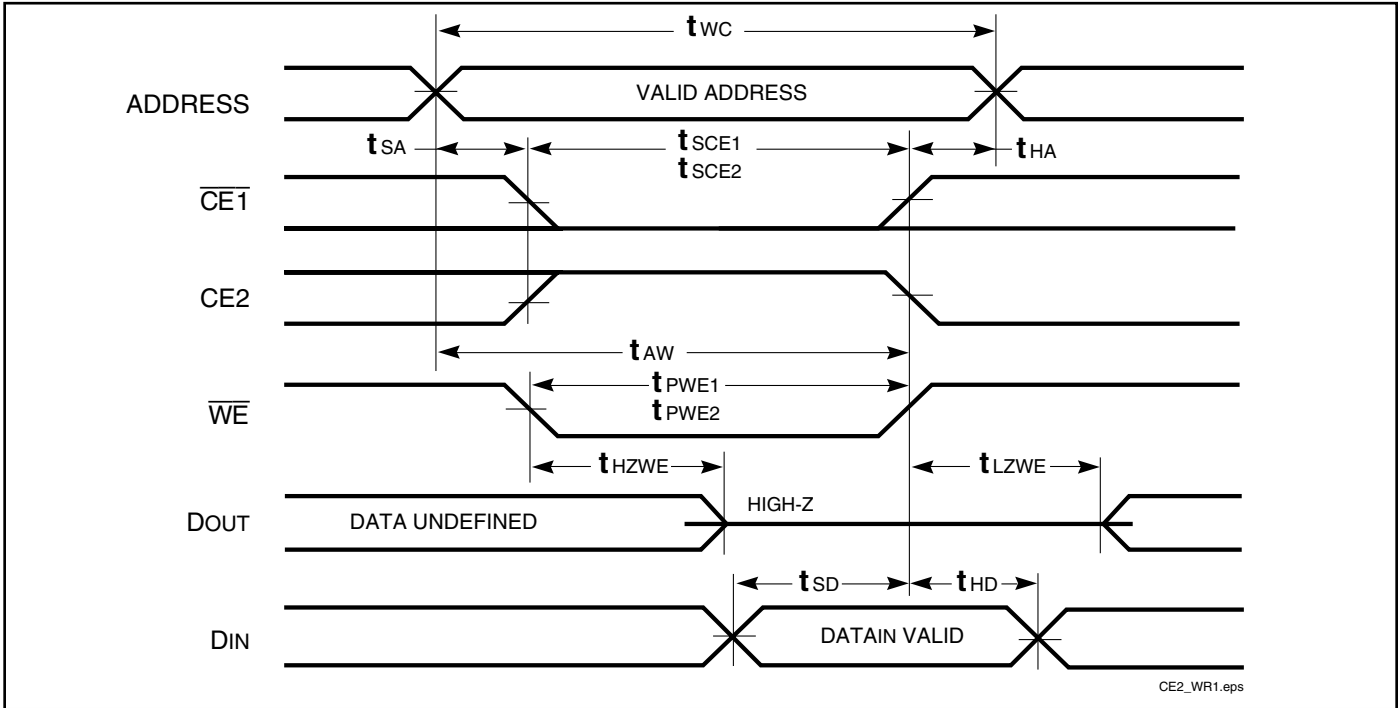 tWC
ADDRESS
VALID ADDRESS
tSA
tSCE1
tSCE2
tHA
CE1
CE2
tAW
WE
tPWE1
tPWE2
tHZWE
tLZWE
DOUT
DATA UNDEFINED
HIGH-Z
tSD
tHD
DIN
DATAIN VALID
CE2_WR1.eps